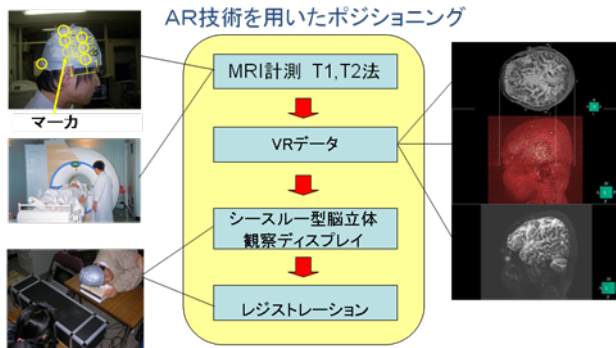 AR技術を用いたポジショニング
マーカ
MRI計測 T1,T2法
VRデータ
シースルー型脳立体
観察ディスプレイ
レジストレーション